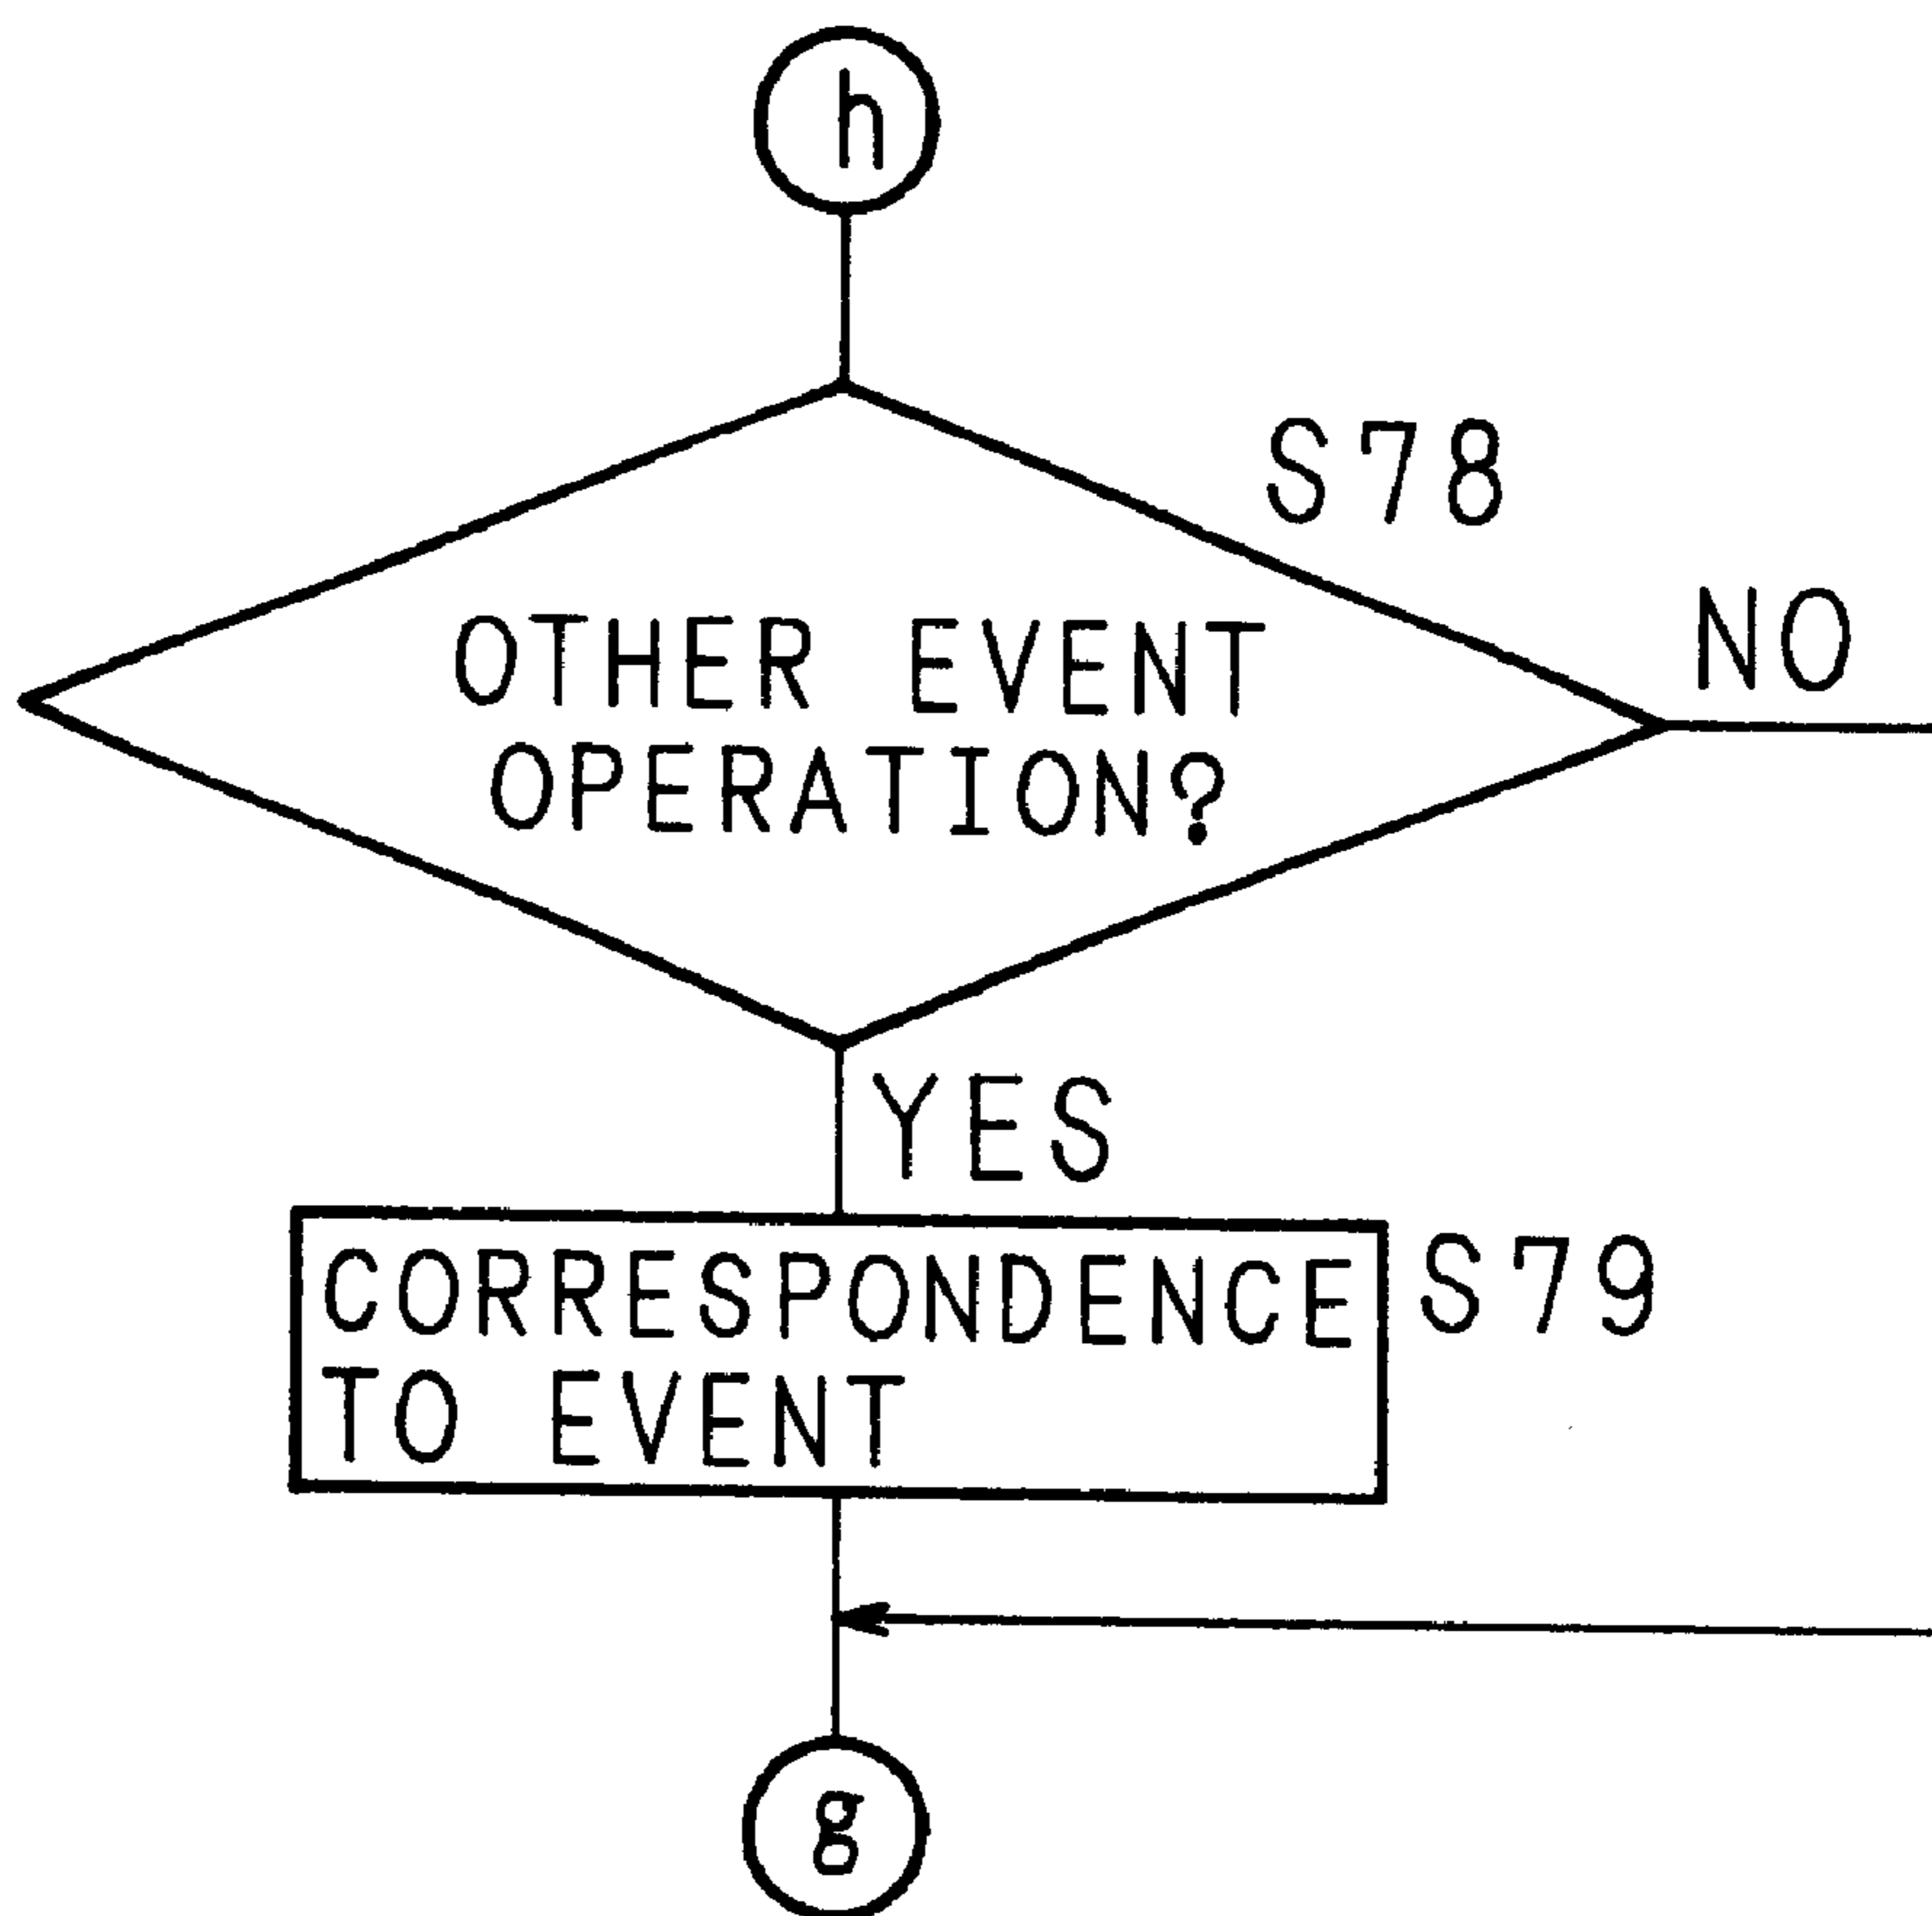 h
S78
OTHER EVENT
OPERATION?
NO
YES
CORRESPONDENCE
TO EVENT
S79
g